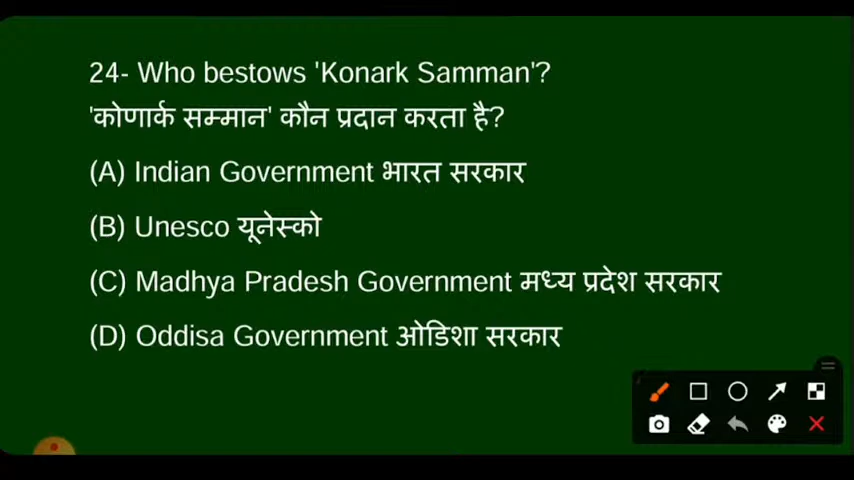 24- Who bestows 'Konark Samman'?
'कोणार्क सम्मान' कौन प्रदान करता है?
(A) Indian Government भारत सरकार
(B) Unesco यूनेस्को
(C) Madhya Pradesh Government मध्य प्रदेश सरकार
(D) Oddisa Government ओडिशा सरकार